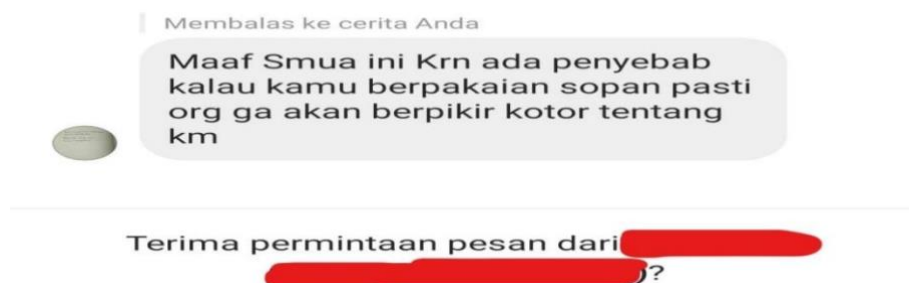 Membalas ke cerita Anda
Maaf Smua ini Krn ada penyebab
kalau kamu berpakaian sopan pasti
org ga akan berpikir kotor tentang
km
Terima permintaan pesan dari
)?